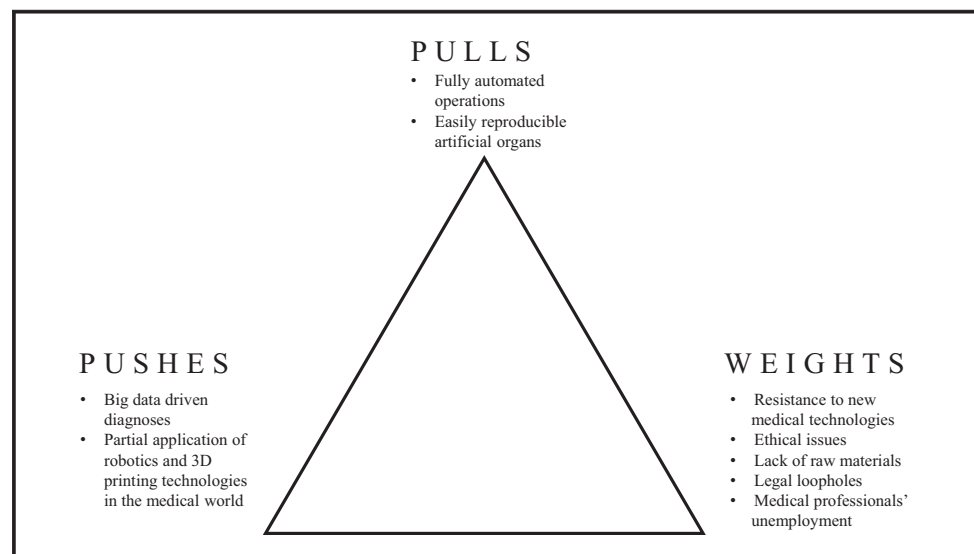 PULLS
• Fully automated
operations
• Easily reproducible
artificial organs
PUSHES
• Big data driven
diagnoses
• Partial application of
robotics and 3D
printing technologies
in the medical world
WEIGHTS
• Resistance to new
medical technologies
• Ethical issues
• Lack of raw materials
• Legal loopholes
• Medical professionals’
unemployment